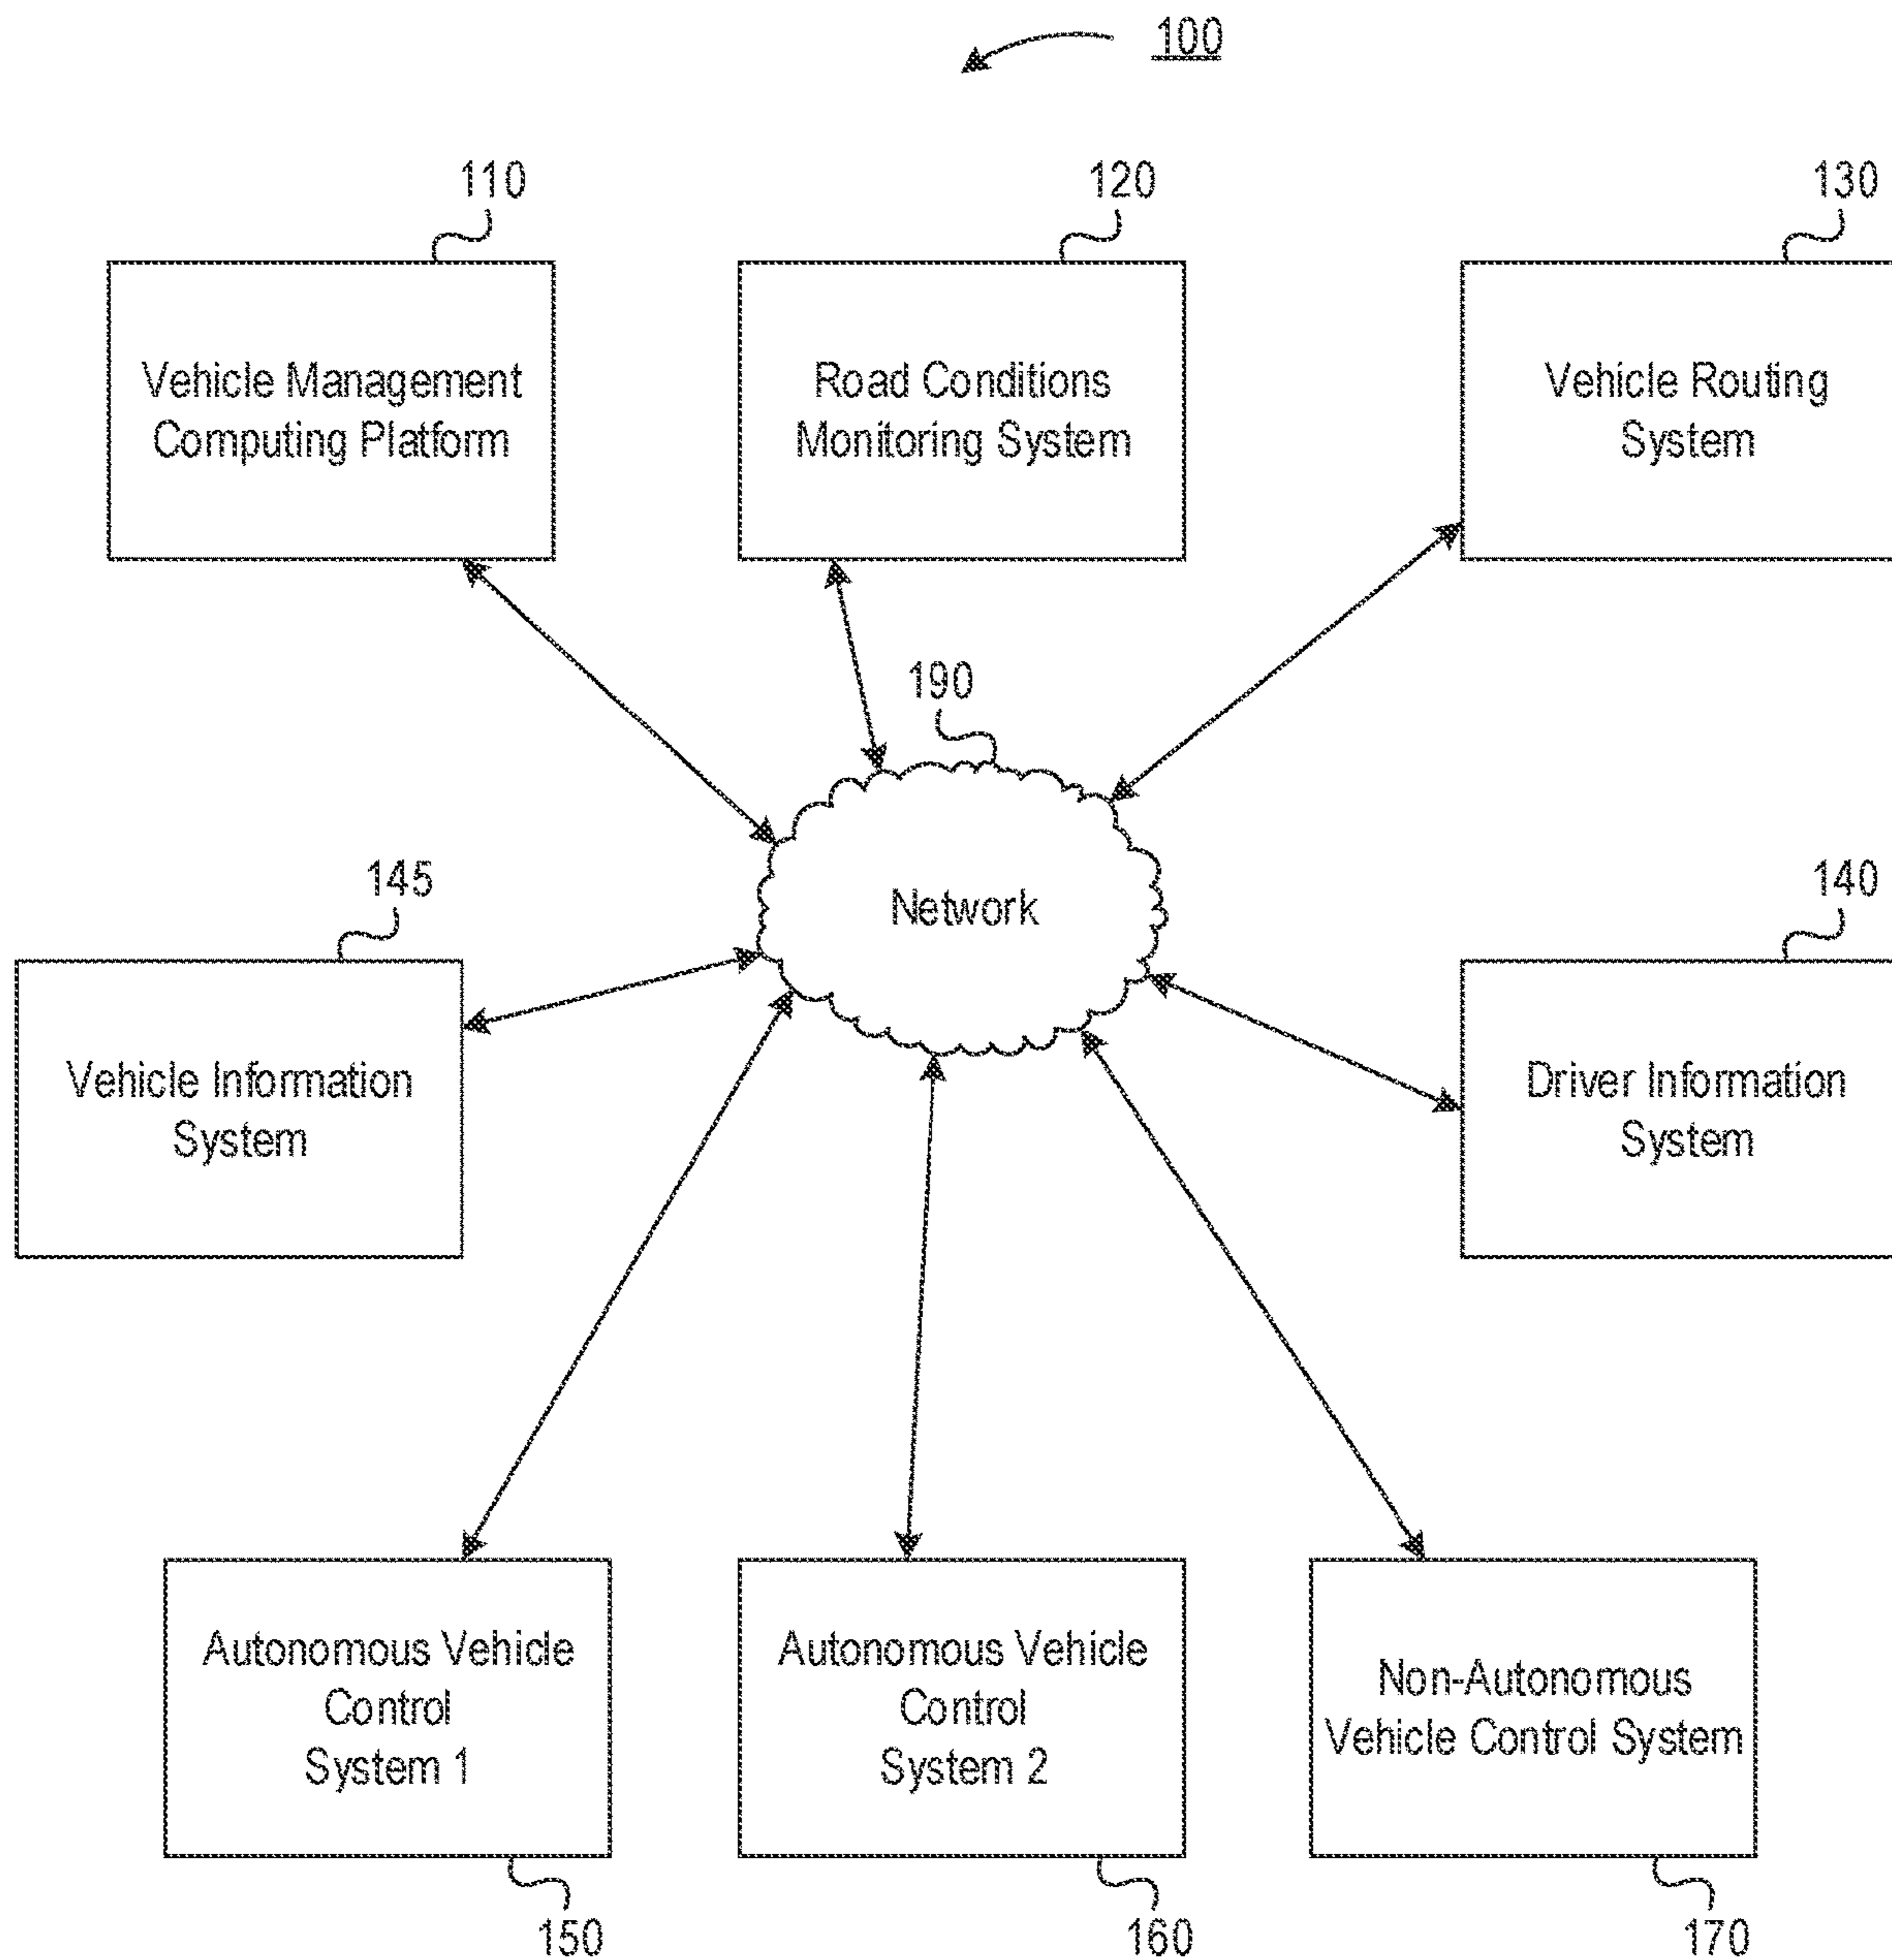 100
110
120
130
Vehicle Management
Computing Platform
Road Conditions
Monitoring System
Vehicle Routing
System
190
145
Network
140
Vehicle Information
System
Driver Information
System
Autonomous Vehicle
Control
System 1
Autonomous Vehicle
Control
System 2
Non-Autonomous
Vehicle Control System
150
160
170